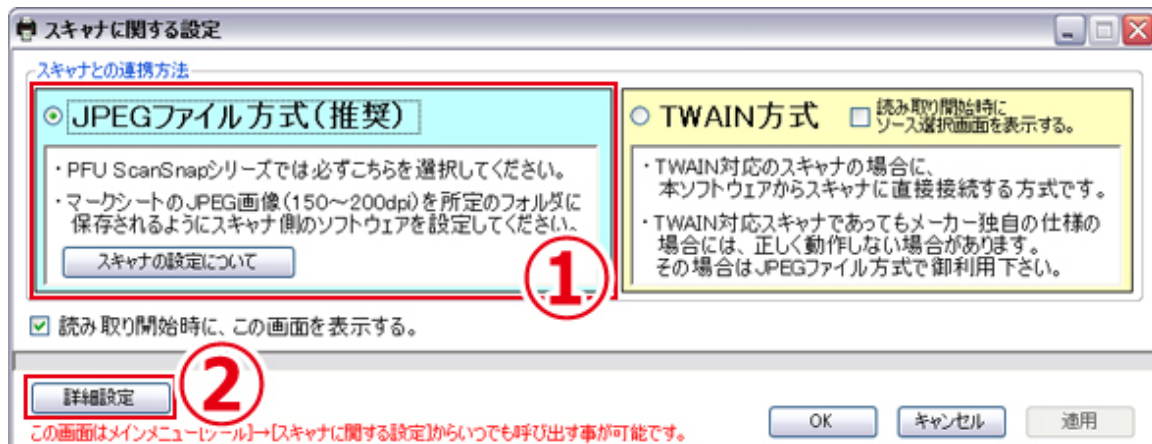 スキャナに関する設定
スキャナとの連携方法
JPEGファイル方式(推奨)
・PFU ScanSnapシリーズでは必ずこちらを選択してください。
・マークシートのJPEG画像(150～200dpi)を所定のフォルダに
保存されるようにスキャナ側のソフトウェアを設定してください。
スキャナの設定について
①
TWAIN方式
読み取り開始時に
ソース選択画面を表示する。
・TWAIN対応のスキャナの場合に、
本ソフトウェアからスキャナに直接接続する方式です。
・TWAIN対応スキャナであってもメーカー独自の仕様の
場合には、正しく動作しない場合があります。
その場合はJPEGファイル方式で御利用下さい。
読み取り開始時に、この画面を表示する。
詳細設定
②
この画面はメインメニュー[ツール]→[スキャナに関する設定]からいつでも呼び出す事が可能です。
OK
キャンセル
適用